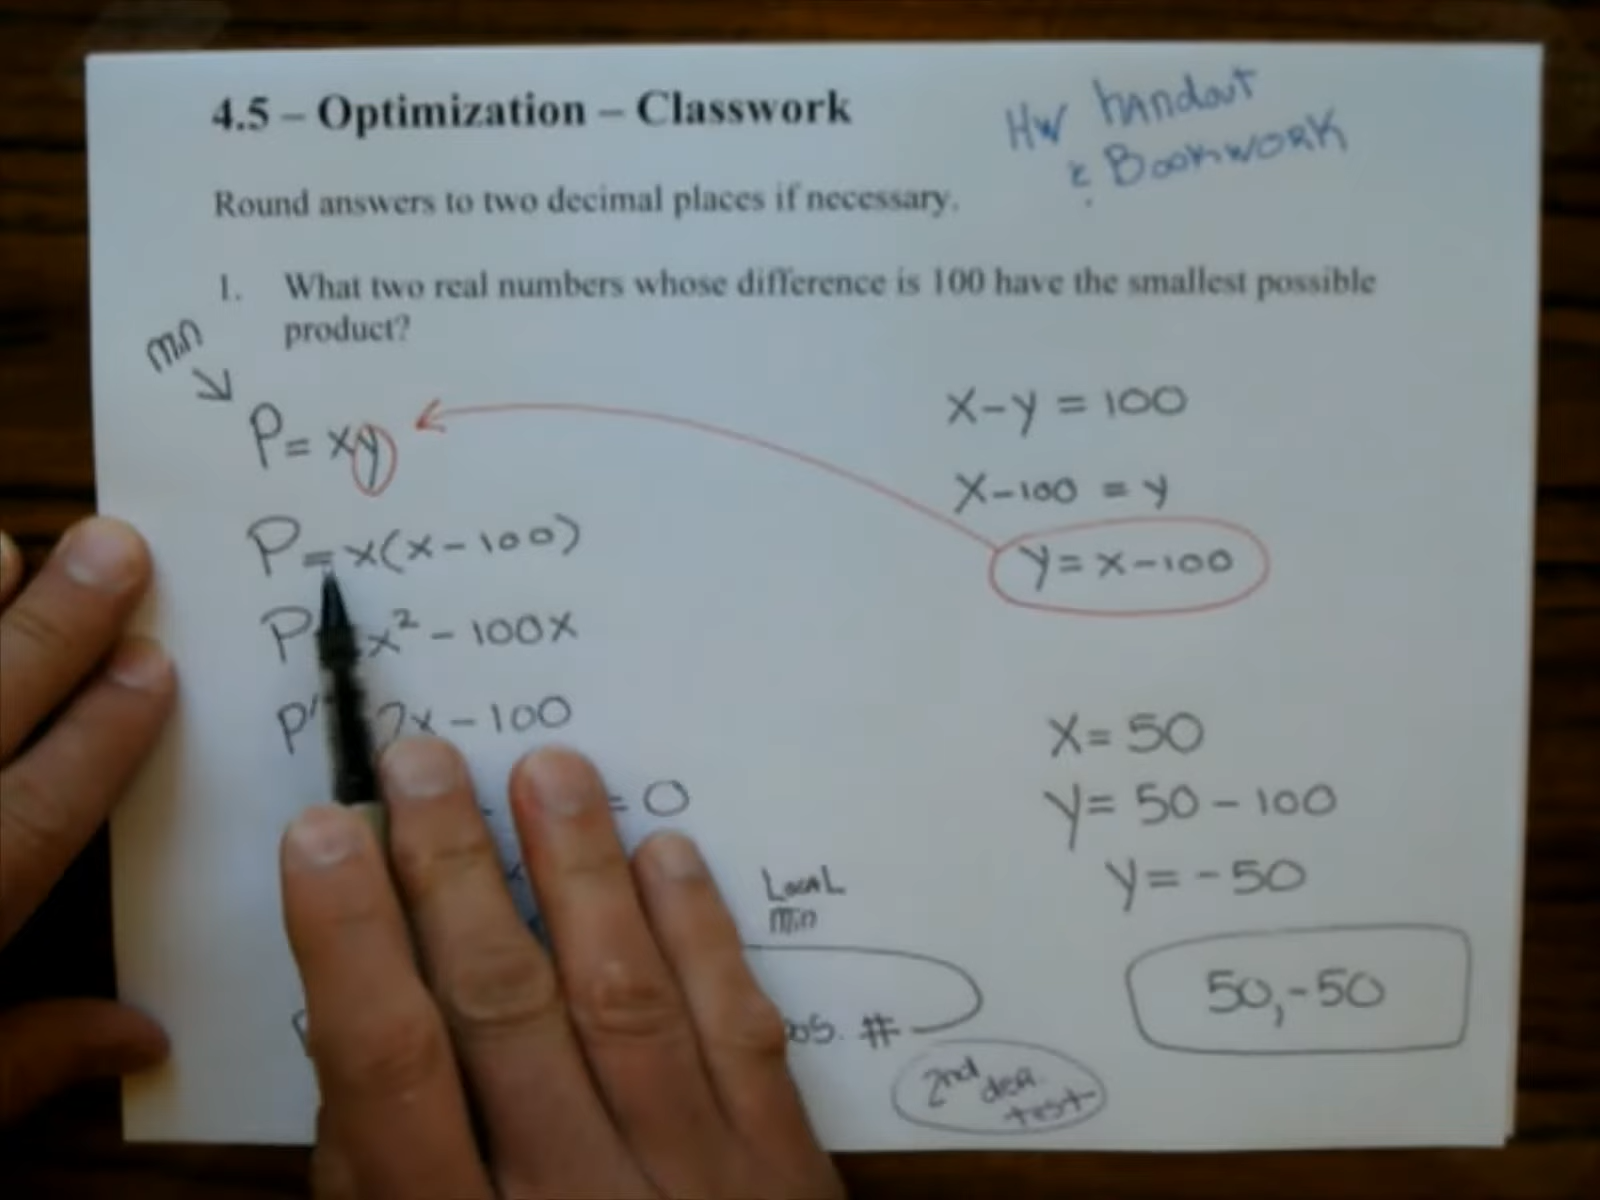 4.5 – Optimization – Classwork
HW handout
& Bookwork
Round answers to two decimal places if necessary.
1. What two real numbers whose difference is 100 have the smallest possible
product?
min
P = xy
x - y = 100
x - 100 = y
y = x - 100
P = x(x - 100)
P x² - 100x
P' 2x - 100
= 0
x = 50
y = 50 - 100
y = -50
Local
min
pos. #
2nd
der.
test
50, -50